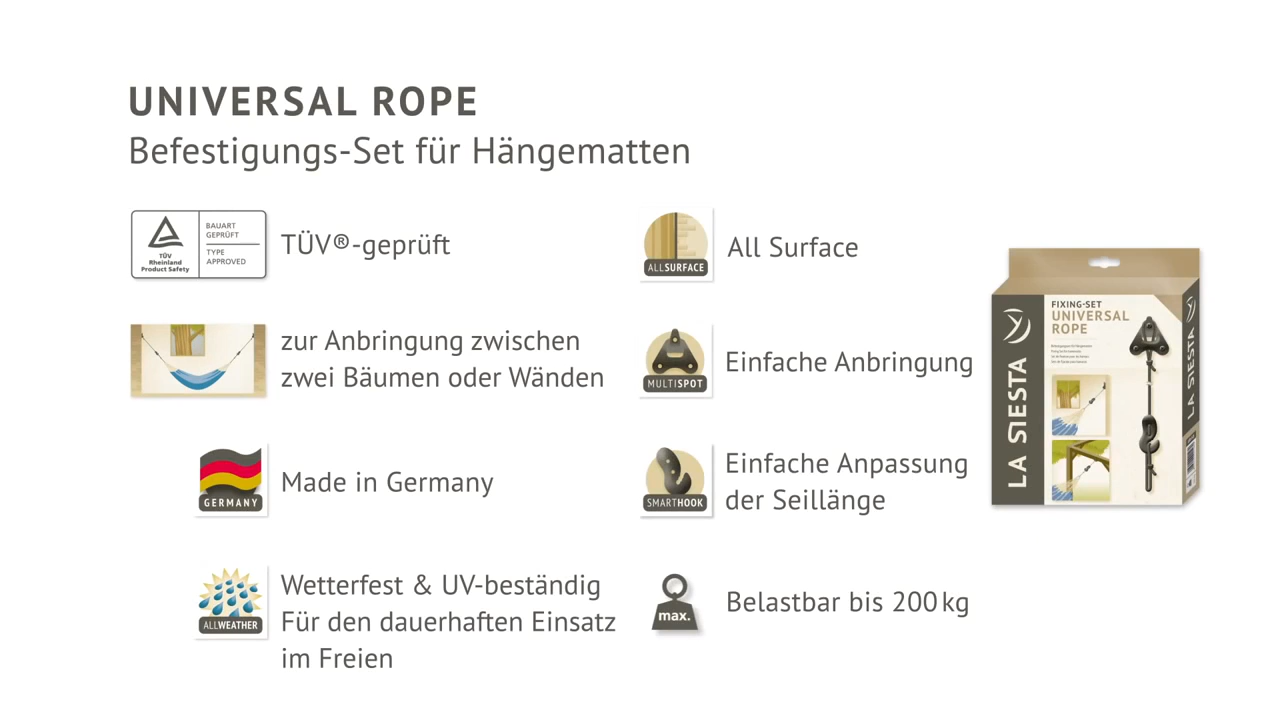 UNIVERSAL ROPE
Befestigungs-Set für Hängematten
TÜV
Rheinland
Product Safety
BAUART
GEPRÜFT
TYPE
APPROVED
TÜV®-geprüft
zur Anbringung zwischen
zwei Bäumen oder Wänden
GERMANY
Made in Germany
ALLWEATHER
Wetterfest & UV-beständig
Für den dauerhaften Einsatz
im Freien
ALLSURFACE
All Surface
MULTISPOT
Einfache Anbringung
SMARTHOOK
Einfache Anpassung
der Seillänge
max.
Belastbar bis 200 kg
FIXING-SET
UNIVERSAL
ROPE
LA SIESTA
LA SIESTA